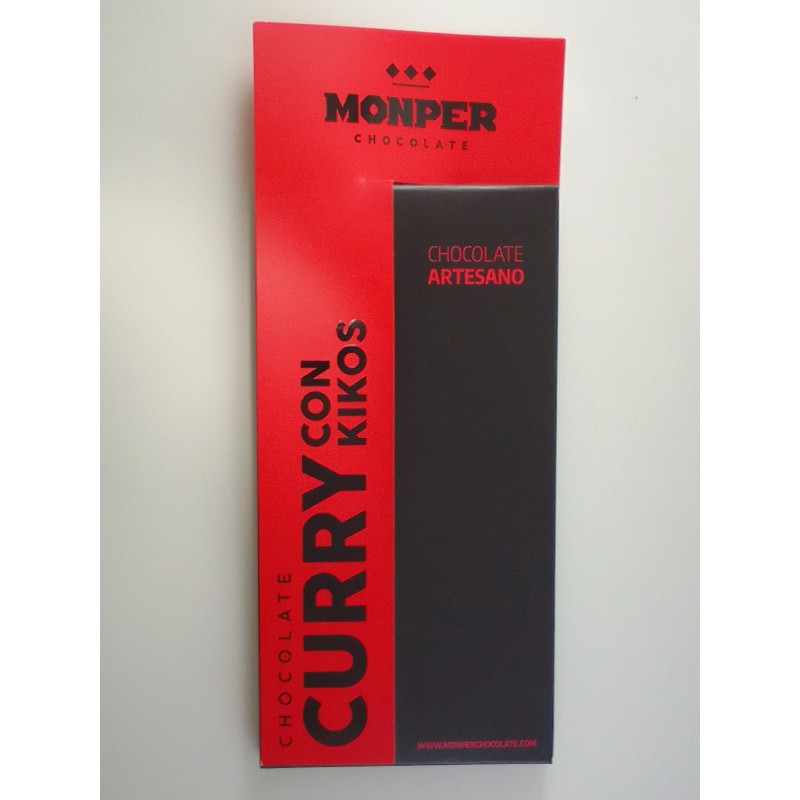 MONPER
CHOCOLATE
CHOCOLATE
ARTESANO
CHOCOLATE
CURRY
CON
KIKOS
WWW.MONPERCHOCOLATE.COM